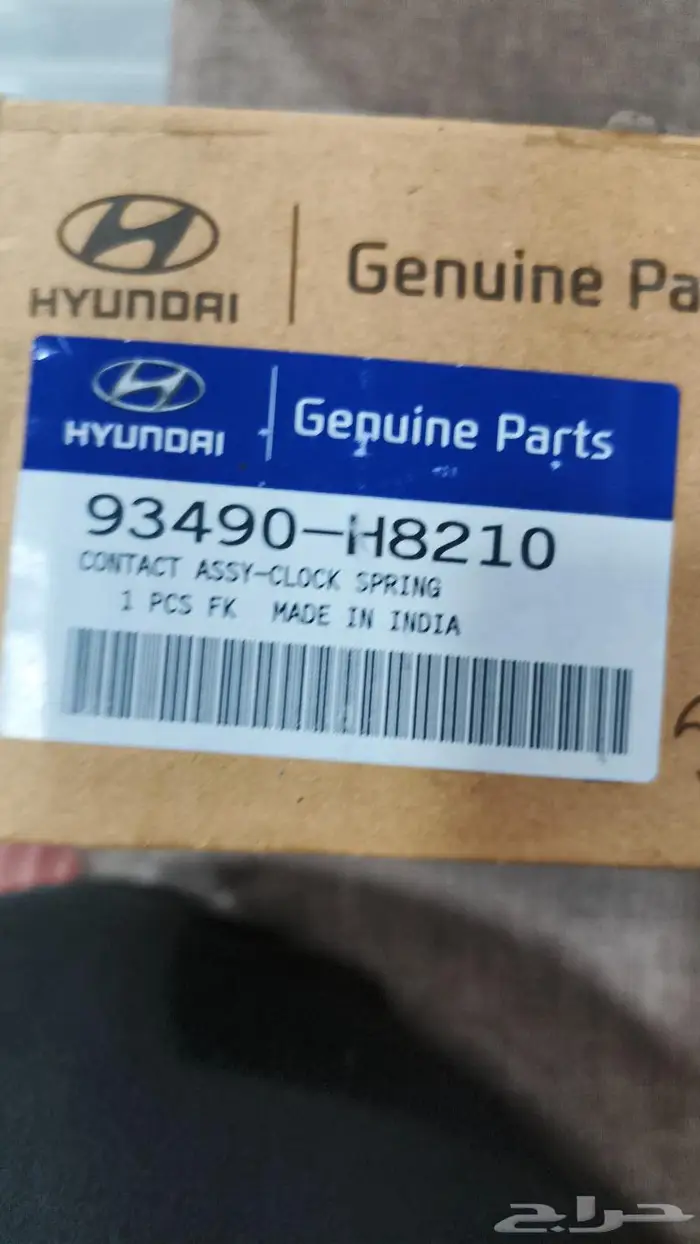 HYUNDAI
Genuine Pa
HYUNDAI
Genuine Parts
93490-H8210
CONTACT ASSY-CLOCK SPRING
1 PCS FK MADE IN INDIA
حراج